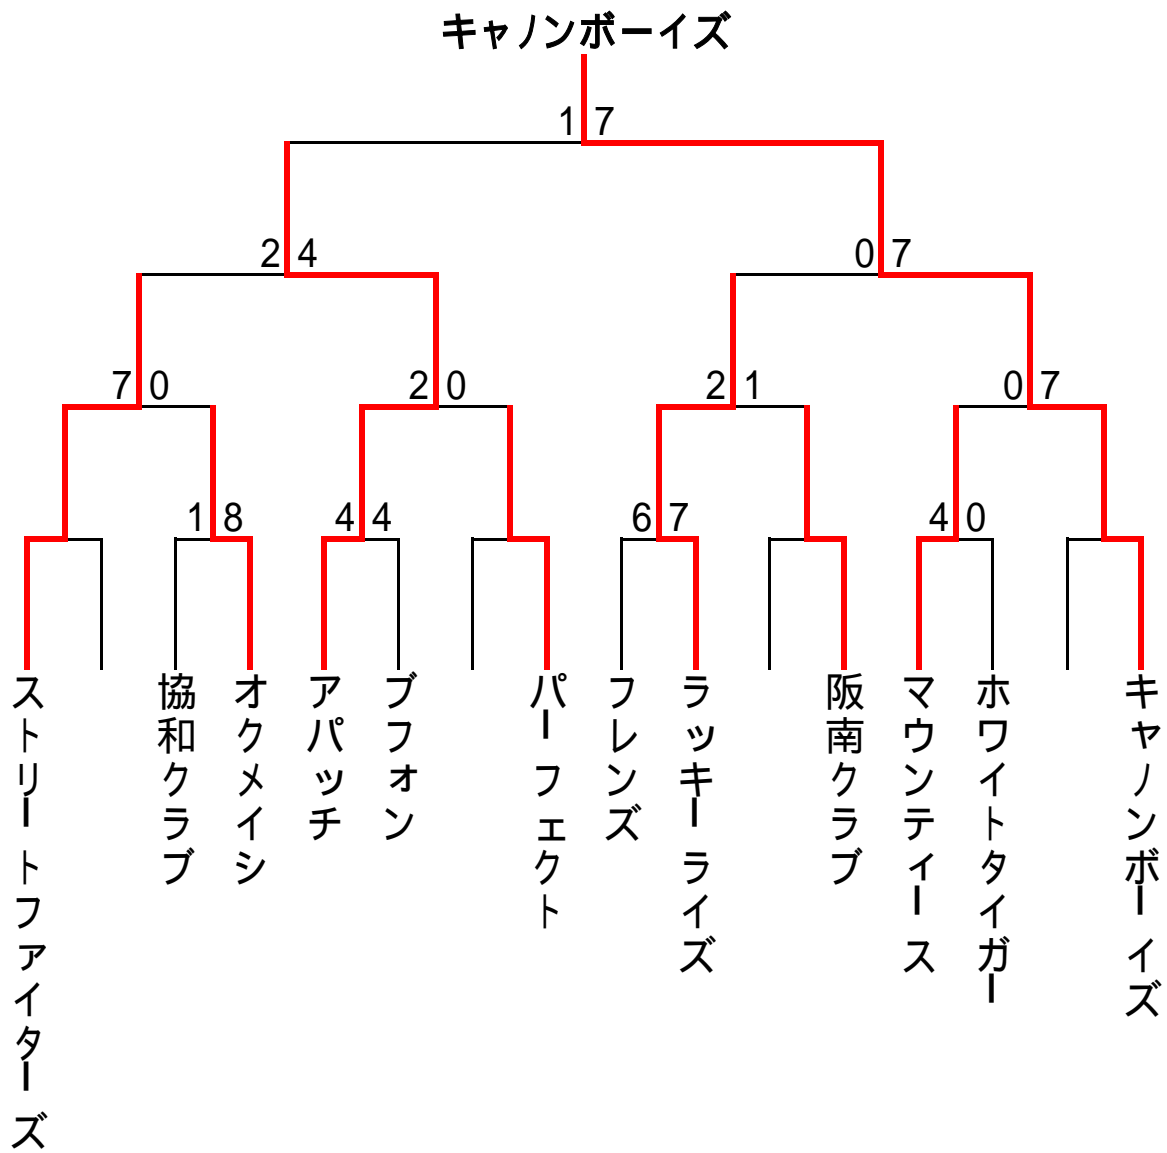 キャノンボーイズ
1 7
2 4
0 7
7 0
2 0
2 1
0 7
1 8
4 4
6 7
4 0
ストリートファイターズ
協和クラブ
オクメイシ
アパッチ
ブフォン
パーフェクト
フレンズ
ラッキーライズ
阪南クラブ
マウンティース
ホワイトタイガー
キャノンボーイズ